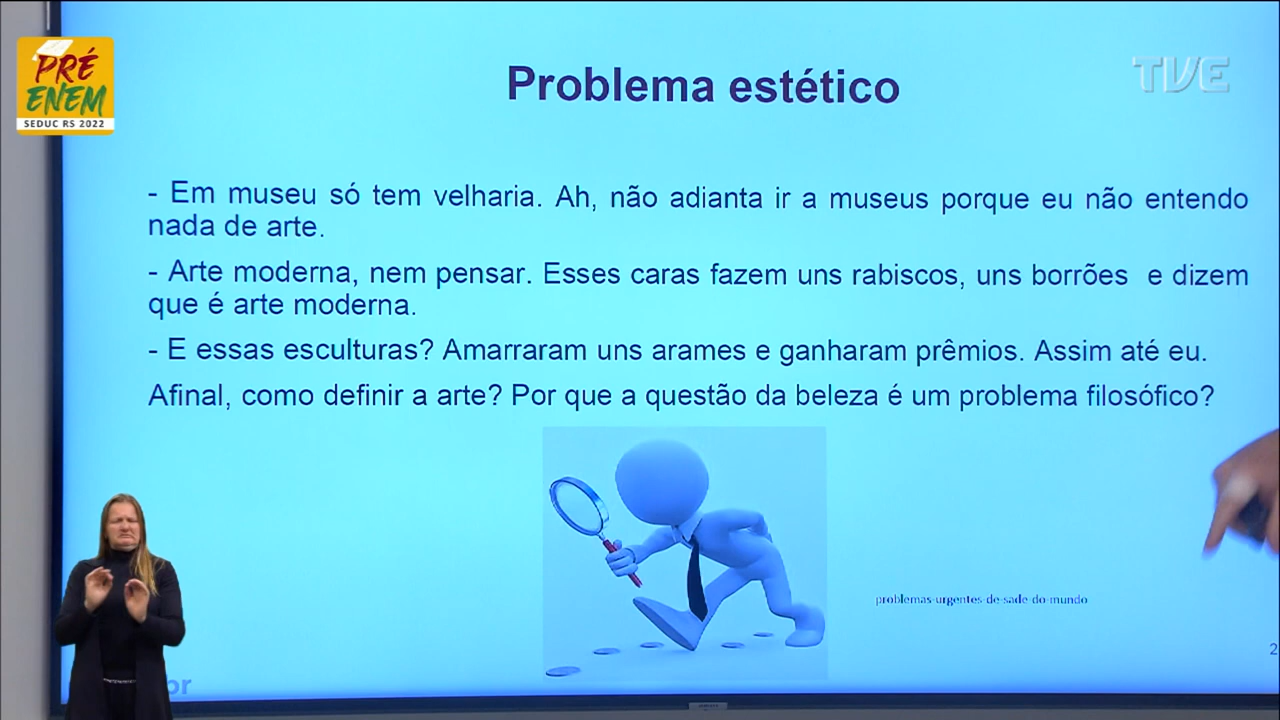 PRÉ
ENEM
SEDUC RS 2022
TVE
Problema estético
- Em museu só tem velharia. Ah, não adianta ir a museus porque eu não entendo
nada de arte.
- Arte moderna, nem pensar. Esses caras fazem uns rabiscos, uns borrões e dizem
que é arte moderna.
- E essas esculturas? Amarraram uns arames e ganharam prêmios. Assim até eu.
Afinal, como definir a arte? Por que a questão da beleza é um problema filosófico?
problemas-urgentes-de-sade-do-mundo
2
or